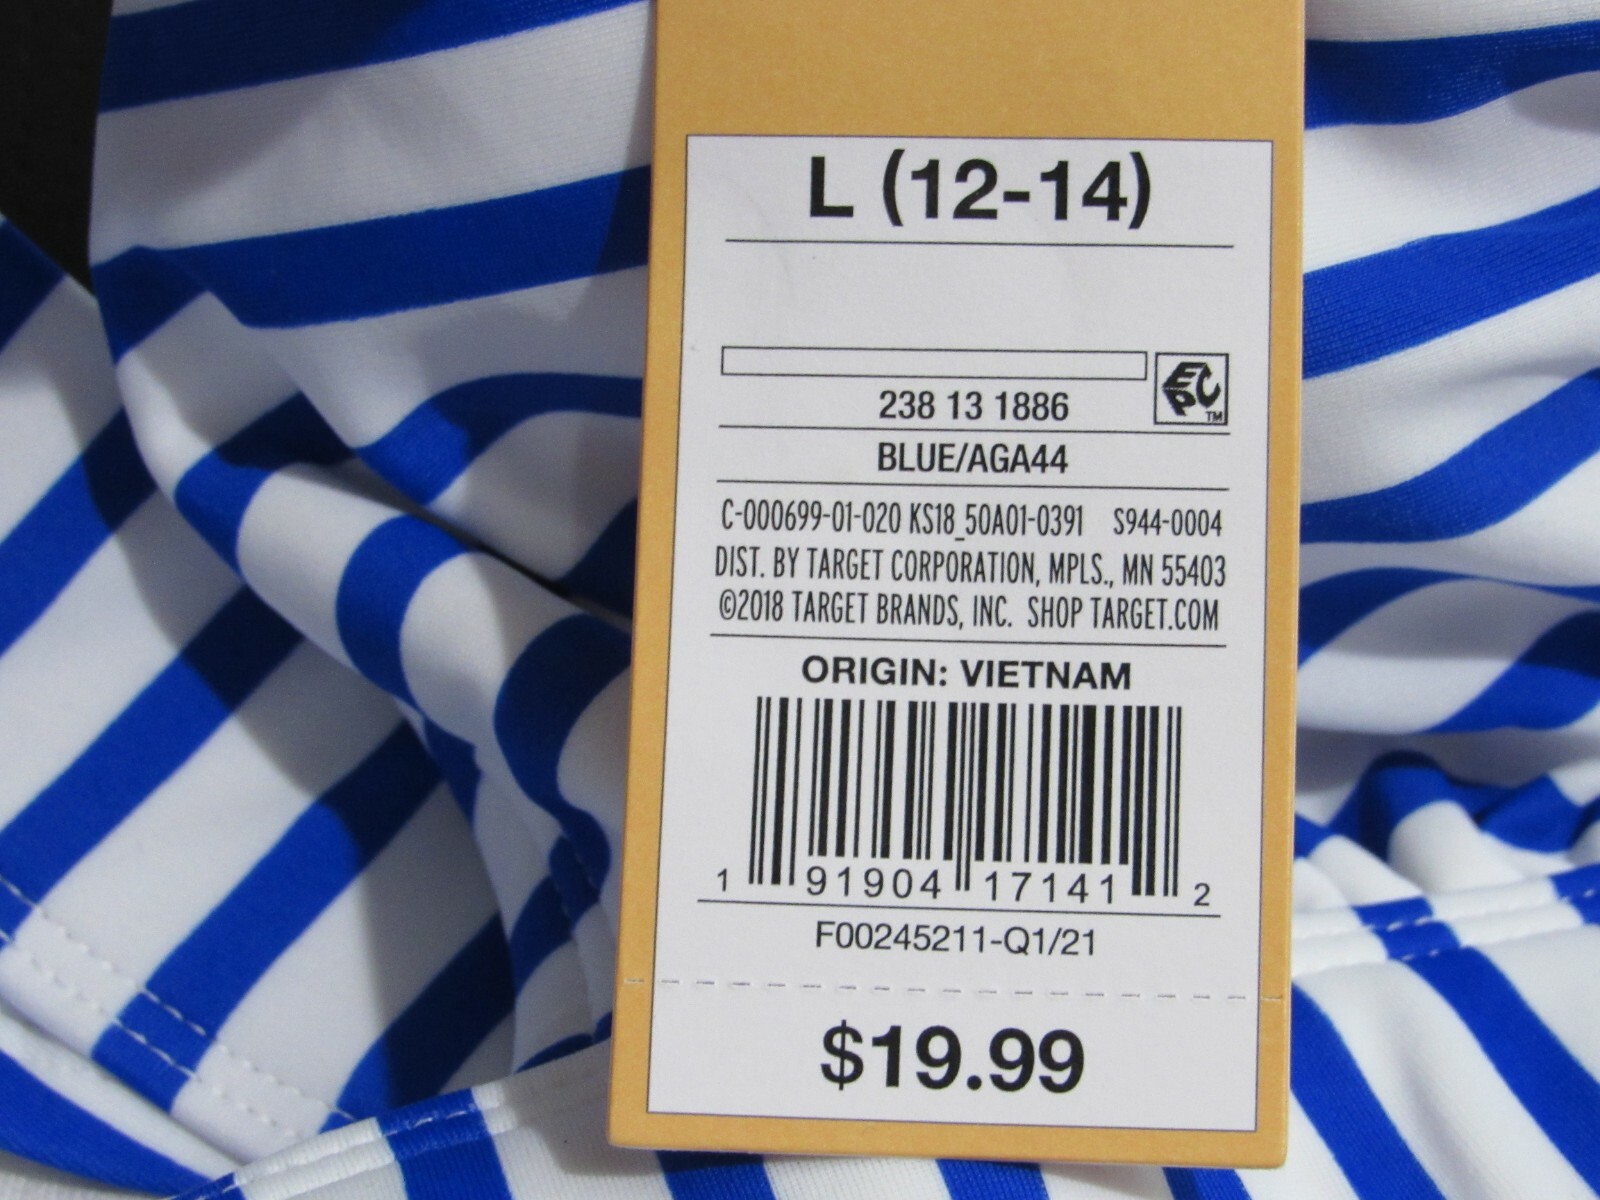 L (12-14)
EPC
TM
238 13 1886
BLUE/AGA44
C-000699-01-020 KS18_50A01-0391 S944-0004
DIST. BY TARGET CORPORATION, MPLS., MN 55403
©2018 TARGET BRANDS, INC. SHOP TARGET.COM
ORIGIN: VIETNAM
1 91904 17141 2
F00245211-Q1/21
$19.99